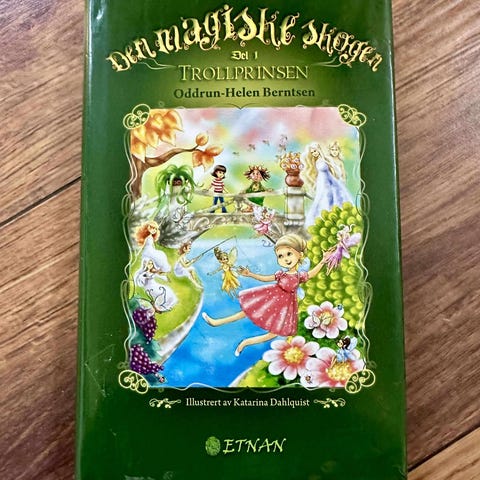 Den magiske skogen
Del 1
TROLLPRINSEN
Oddrun-Helen Berntsen
Illustrert av Katarina Dahlquist
ETNAN